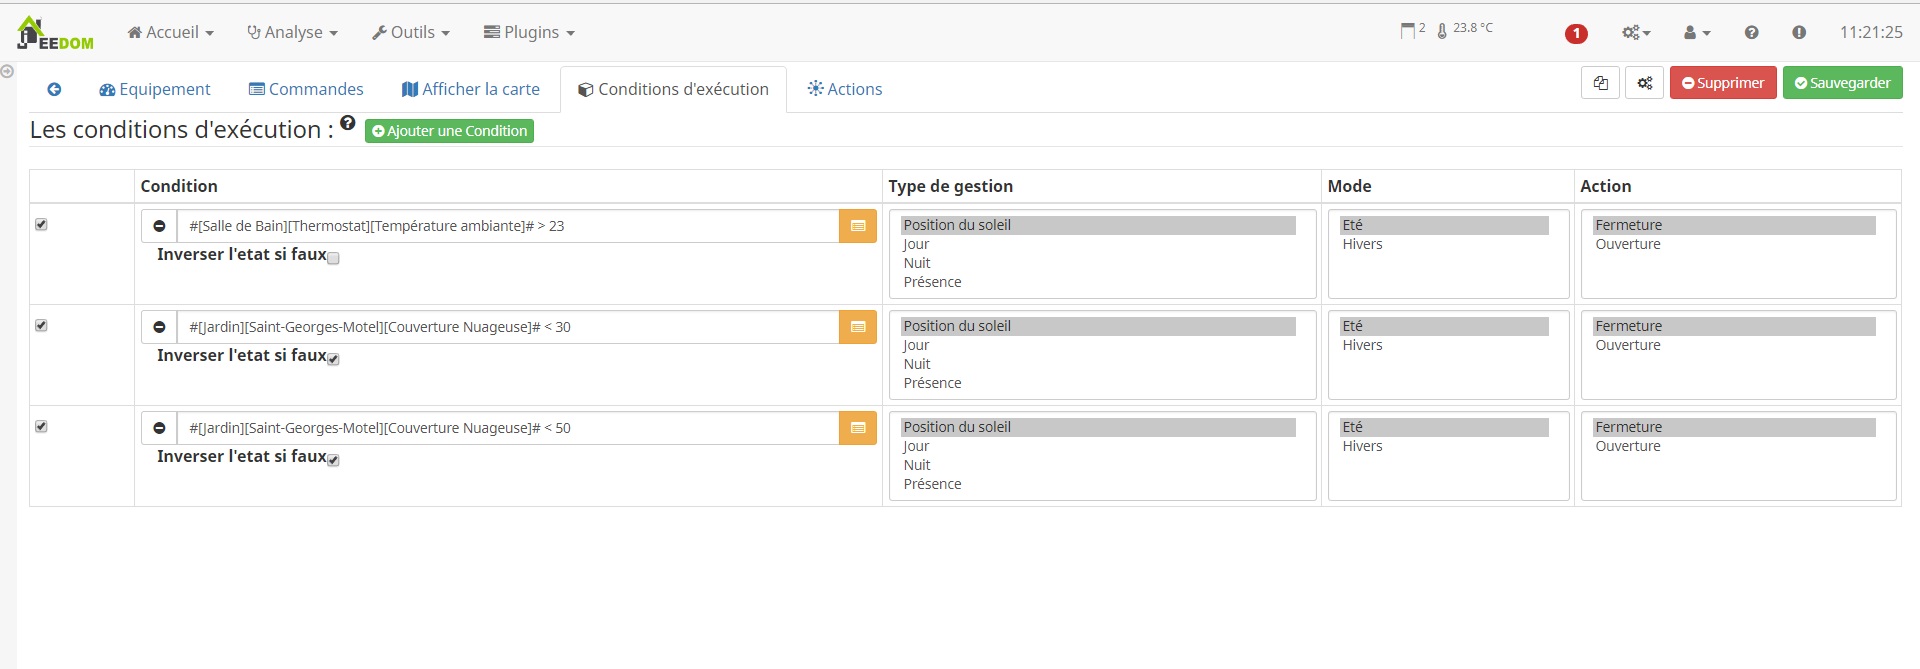 JEEDOM Accueil Analyse Outils Plugins 2 23.8 °C 1 11:21:25
Equipement Commandes Afficher la carte Conditions d'exécution Actions Supprimer Sauvegarder
Les conditions d'exécution : Ajouter une Condition
Condition Type de gestion Mode Action
#[Salle de Bain][Thermostat][Température ambiante]# > 23
Inverser l'etat si faux
Position du soleil
Jour
Nuit
Présence
Eté
Hivers
Fermeture
Ouverture
#[Jardin][Saint-Georges-Motel][Couverture Nuageuse]# < 30
Inverser l'etat si faux
Position du soleil
Jour
Nuit
Présence
Eté
Hivers
Fermeture
Ouverture
#[Jardin][Saint-Georges-Motel][Couverture Nuageuse]# < 50
Inverser l'etat si faux
Position du soleil
Jour
Nuit
Présence
Eté
Hivers
Fermeture
Ouverture